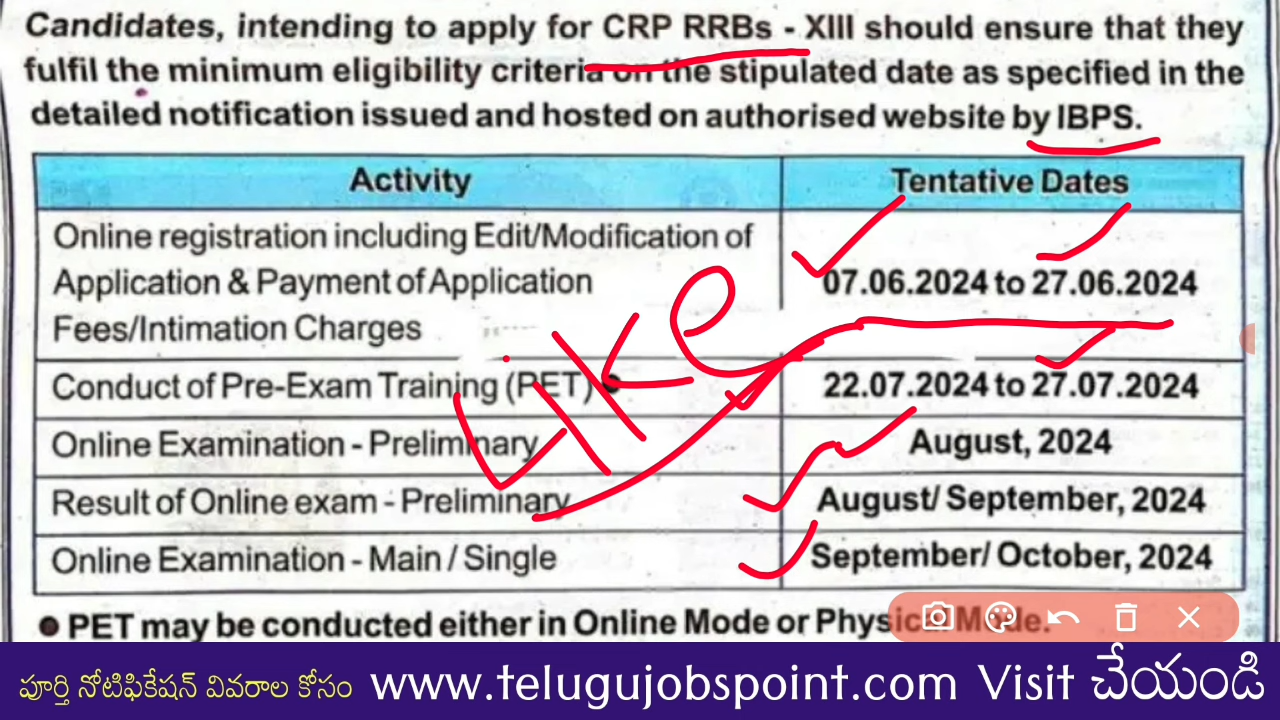 Candidates, intending to apply for CRP RRBs - XIII should ensure that they
fulfil the minimum eligibility criteria on the stipulated date as specified in the
detailed notification issued and hosted on authorised website by IBPS.
Activity Tentative Dates
Online registration including Edit/Modification of
Application & Payment of Application 07.06.2024 to 27.06.2024
Fees/Intimation Charges
Conduct of Pre-Exam Training (PET) 22.07.2024 to 27.07.2024
Online Examination - Preliminary August, 2024
Result of Online exam - Preliminary August/ September, 2024
Online Examination - Main / Single September/ October, 2024
like
● PET may be conducted either in Online Mode or Physical Mode.
పూర్తి నోటిఫికేషన్ వివరాల కోసం www.telugujobspoint.com Visit చేయండి